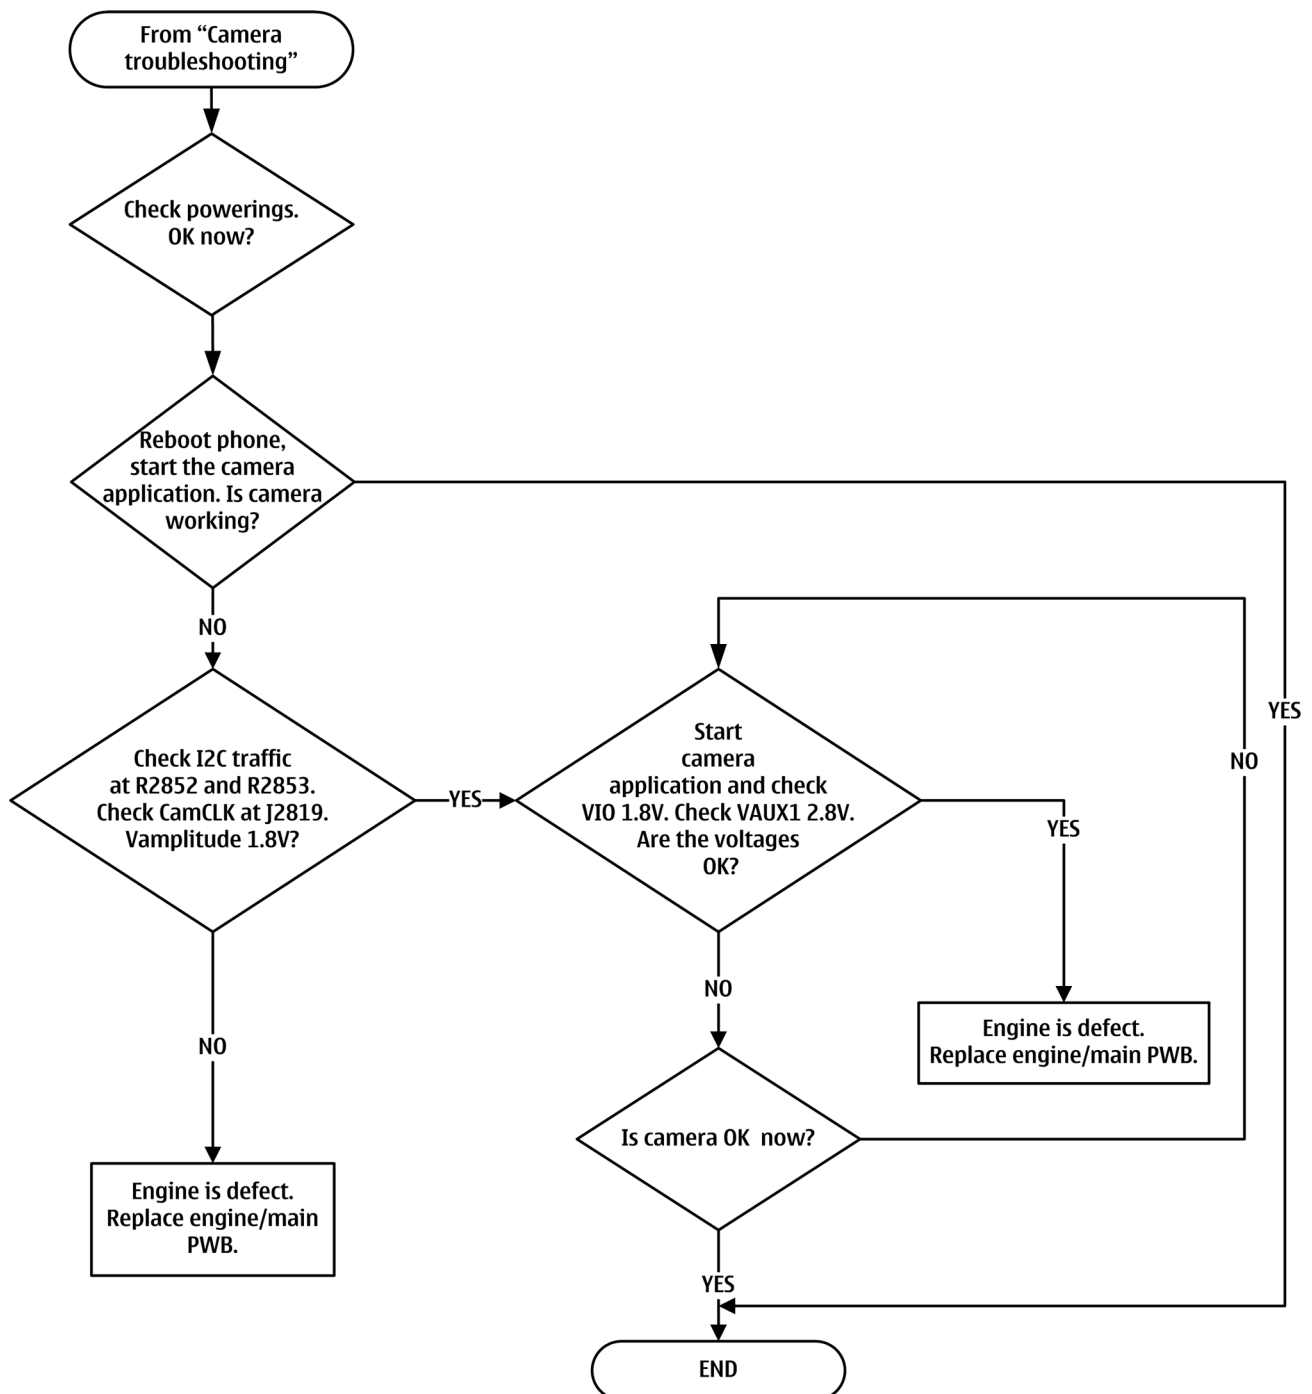 From “Camera
troubleshooting”
Check powerings.
OK now?
Reboot phone,
start the camera
application. Is camera
working?
NO
Check I2C traffic
at R2852 and R2853.
Check CamCLK at J2819.
Vamplitude 1.8V?
YES
Start
camera
application and check
VIO 1.8V. Check VAUX1 2.8V.
Are the voltages
OK?
YES
NO
YES
NO
Engine is defect.
Replace engine/main PWB.
NO
Is camera OK now?
Engine is defect.
Replace engine/main
PWB.
YES
END